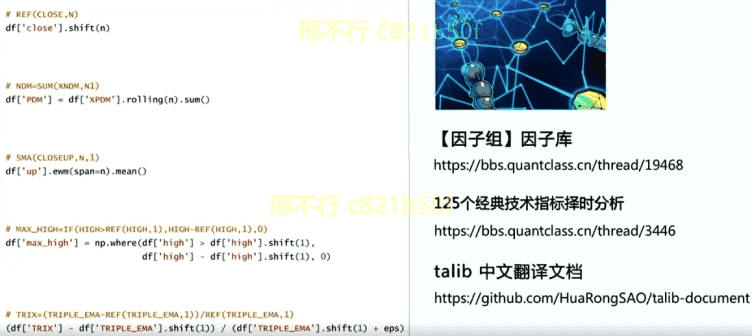 # REF(CLOSE,N)
df['close'].shift(n)
# NDM=SUM(XNDM,N1)
df['PDM'] = df['XPDM'].rolling(n).sum()
# SMA(CLOSEUP,N,1)
df['up'].ewm(span=n).mean()
# MAX_HIGH=IF(HIGH>REF(HIGH,1),HIGH-REF(HIGH,1),0)
df['max_high'] = np.where(df['high'] > df['high'].shift(1),
df['high'] - df['high'].shift(1), 0)
# TRIX=(TRIPLE_EMA-REF(TRIPLE_EMA,1))/REF(TRIPLE_EMA,1)
(df['TRIX'] - df['TRIPLE_EMA'].shift(1)) / (df['TRIPLE_EMA'].shift(1) + eps)
邢不行 c821b50f
邢不行 c821b50f
【因子组】因子库
https://bbs.quantclass.cn/thread/19468
125个经典技术指标择时分析
https://bbs.quantclass.cn/thread/3446
talib 中文翻译文档
https://github.com/HuaRongSAO/talib-document